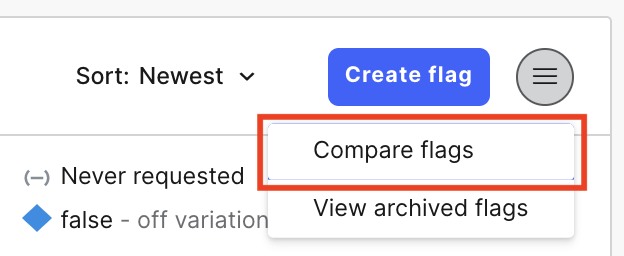 Sort: Newest
Create flag
Compare flags
Never requested
View archived flags
false - off variation